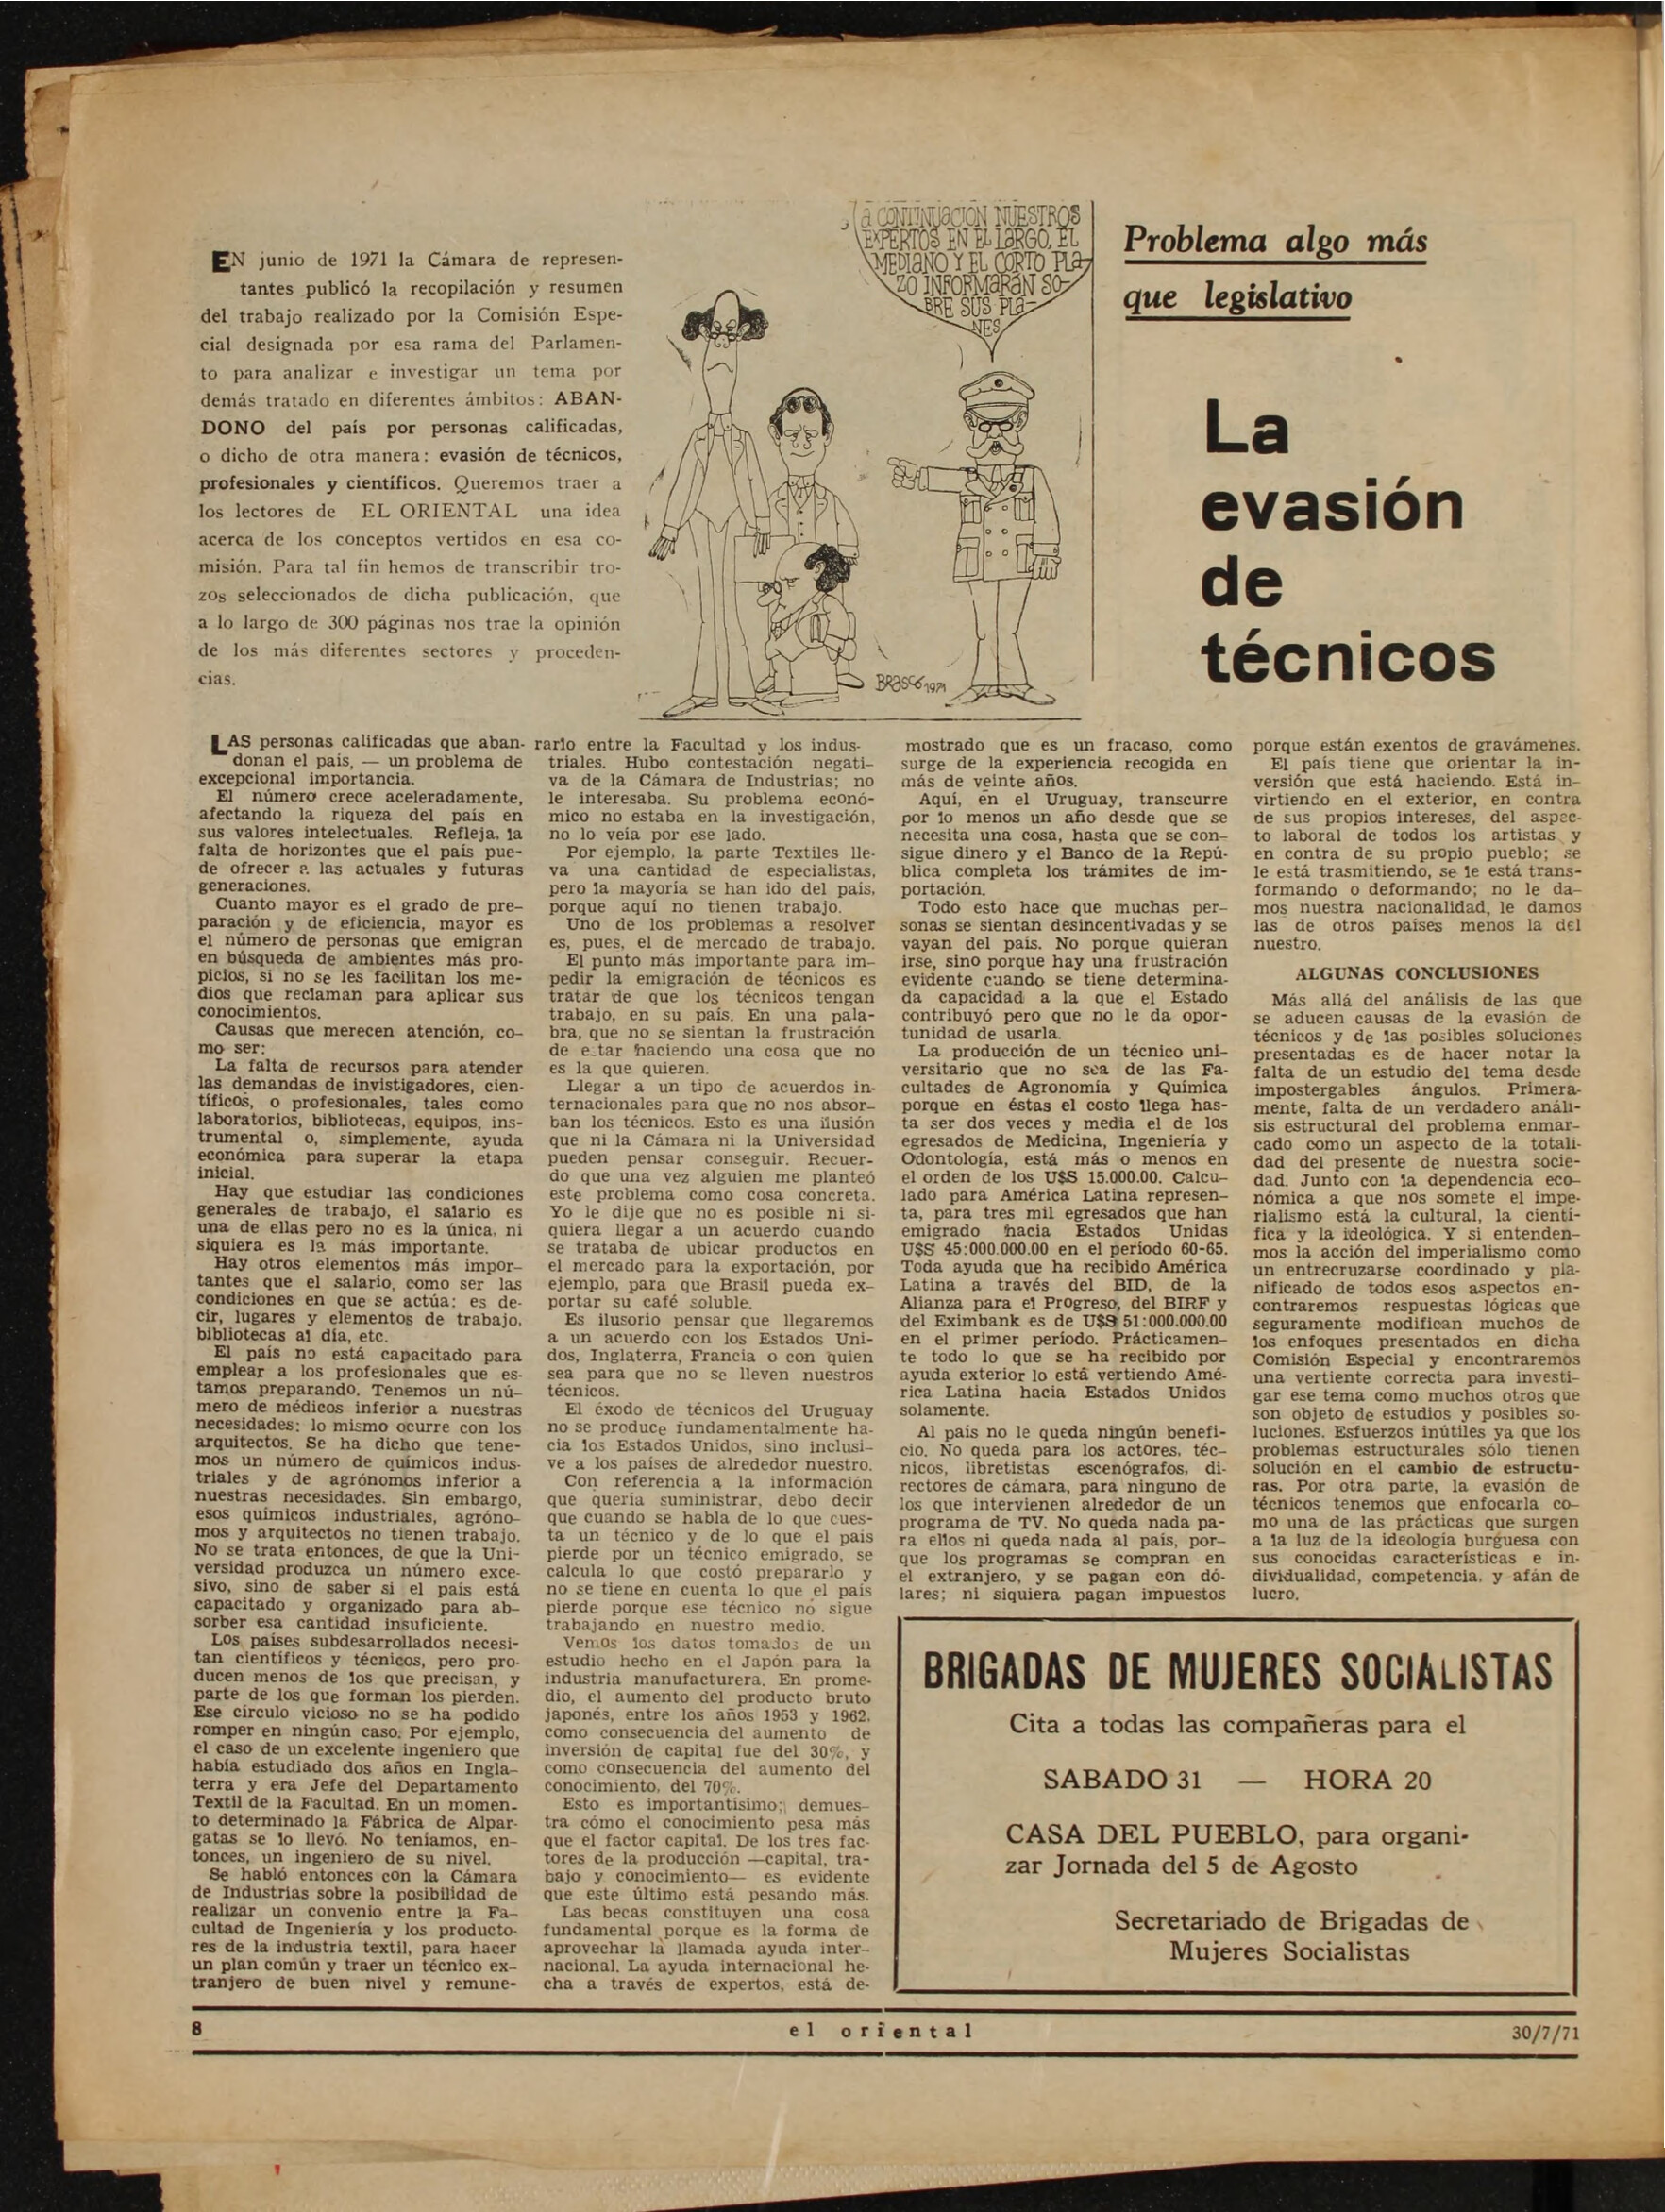 Problema algo más
que legislativo
La
evasión
de
técnicos
EN junio de 1971 la Cámara de represen-
tantes publicó la recopilación y resumen
del trabajo realizado por la Comisión Espe-
cial designada por esa rama del Parlamen-
to para analizar e investigar un tema por
demás tratado en diferentes ámbitos: ABAN-
DONO del país por personas calificadas,
o dicho de otra manera: evasión de técnicos,
profesionales y científicos. Queremos traer a
los lectores de EL ORIENTAL una idea
acerca de los conceptos vertidos en esa co-
misión. Para tal fin hemos de transcribir tro-
zos seleccionados de dicha publicación, que
a lo largo de 300 páginas nos trae la opinión
de los más diferentes sectores y proceden-
cias.
a CONTINUACION NUESTROS
EXPERTOS EN EL LARGO, EL
MEDIANO Y EL CORTO PLA-
ZO INFORMARAN SO-
BRE SUS PLA-
NES
BRASCÓ 1971
LAS personas calificadas que aban-
donan el país, — un problema de
excepcional importancia.
El número crece aceleradamente,
afectando la riqueza del país en
sus valores intelectuales. Refleja, la
falta de horizontes que el país pue-
de ofrecer a las actuales y futuras
generaciones.
Cuanto mayor es el grado de pre-
paración y de eficiencia, mayor es
el número de personas que emigran
en búsqueda de ambientes más pro-
picios, si no se les facilitan los me-
dios que reclaman para aplicar sus
conocimientos.
Causas que merecen atención, co-
mo ser:
La falta de recursos para atender
las demandas de invistigadores, cien-
tíficos, o profesionales, tales como
laboratorios, bibliotecas, equipos, ins-
trumental o, simplemente, ayuda
económica para superar la etapa
inicial.
Hay que estudiar las condiciones
generales de trabajo, el salario es
una de ellas pero no es la única, ni
siquiera es la más importante.
Hay otros elementos más impor-
tantes que el salario, como ser las
condiciones en que se actúa: es de-
cir, lugares y elementos de trabajo,
bibliotecas al día, etc.
El país no está capacitado para
emplear a los profesionales que es-
tamos preparando. Tenemos un nú-
mero de médicos inferior a nuestras
necesidades: lo mismo ocurre con los
arquitectos. Se ha dicho que tene-
mos un número de químicos indus-
triales y de agrónomos inferior a
nuestras necesidades. Sin embargo,
esos químicos industriales, agróno-
mos y arquitectos no tienen trabajo.
No se trata entonces, de que la Uni-
versidad produzca un número exce-
sivo, sino de saber si el país está
capacitado y organizado para ab-
sorber esa cantidad insuficiente.
Los países subdesarrollados necesi-
tan científicos y técnicos, pero pro-
ducen menos de los que precisan, y
parte de los que forman los pierden.
Ese círculo vicioso no se ha podido
romper en ningún caso. Por ejemplo,
el caso de un excelente ingeniero que
había estudiado dos años en Ingla-
terra y era Jefe del Departamento
Textil de la Facultad. En un momen-
to determinado la Fábrica de Alpar-
gatas se lo llevó. No teníamos, en-
tonces, un ingeniero de su nivel.
Se habló entonces con la Cámara
de Industrias sobre la posibilidad de
realizar un convenio entre la Fa-
cultad de Ingeniería y los producto-
res de la industria textil, para hacer
un plan común y traer un técnico ex-
tranjero de buen nivel y remune-
rarlo entre la Facultad y los indus-
triales. Hubo contestación negati-
va de la Cámara de Industrias; no
le interesaba. Su problema econó-
mico no estaba en la investigación,
no lo veía por ese lado.
Por ejemplo, la parte Textiles lle-
va una cantidad de especialistas,
pero la mayoría se han ido del país,
porque aquí no tienen trabajo.
Uno de los problemas a resolver
es, pues, el de mercado de trabajo.
El punto más importante para im-
pedir la emigración de técnicos es
tratar de que los técnicos tengan
trabajo, en su país. En una pala-
bra, que no se sientan la frustración
de e tar haciendo una cosa que no
es la que quieren.
Llegar a un tipo de acuerdos in-
ternacionales para que no nos absor-
ban los técnicos. Esto es una ilusión
que ni la Cámara ni la Universidad
pueden pensar conseguir. Recuer-
do que una vez alguien me planteó
este problema como cosa concreta.
Yo le dije que no es posible ni si-
quiera llegar a un acuerdo cuando
se trataba de ubicar productos en
el mercado para la exportación, por
ejemplo, para que Brasil pueda ex-
portar su café soluble.
Es ilusorio pensar que llegaremos
a un acuerdo con los Estados Uni-
dos, Inglaterra, Francia o con quien
sea para que no se lleven nuestros
técnicos.
El éxodo de técnicos del Uruguay
no se produce fundamentalmente ha-
cia los Estados Unidos, sino inclusi-
ve a los países de alrededor nuestro.
Con referencia a la información
que quería suministrar, debo decir
que cuando se habla de lo que cues-
ta un técnico y de lo que el país
pierde por un técnico emigrado, se
calcula lo que costó prepararlo y
no se tiene en cuenta lo que el país
pierde porque ese técnico no sigue
trabajando en nuestro medio.
Vemos los datos tomados de un
estudio hecho en el Japón para la
industria manufacturera. En prome-
dio, el aumento del producto bruto
japonés, entre los años 1953 y 1962,
como consecuencia del aumento de
inversión de capital fue del 30%, y
como consecuencia del aumento del
conocimiento, del 70%.
Esto es importantísimo; demues-
tra cómo el conocimiento pesa más
que el factor capital. De los tres fac-
tores de la producción —capital, tra-
bajo y conocimiento— es evidente
que este último está pesando más.
Las becas constituyen una cosa
fundamental porque es la forma de
aprovechar la llamada ayuda inter-
nacional. La ayuda internacional he-
cha a través de expertos, está de-
mostrado que es un fracaso, como
surge de la experiencia recogida en
más de veinte años.
Aquí, en el Uruguay, transcurre
por lo menos un año desde que se
necesita una cosa, hasta que se con-
sigue dinero y el Banco de la Repú-
blica completa los trámites de im-
portación.
Todo esto hace que muchas per-
sonas se sientan desincentivadas y se
vayan del país. No porque quieran
irse, sino porque hay una frustración
evidente cuando se tiene determina-
da capacidad a la que el Estado
contribuyó pero que no le da opor-
tunidad de usarla.
La producción de un técnico uni-
versitario que no sea de las Fa-
cultades de Agronomía y Química
porque en éstas el costo llega has-
ta ser dos veces y media el de los
egresados de Medicina, Ingeniería y
Odontología, está más o menos en
el orden de los U$S 15.000.00. Calcu-
lado para América Latina represen-
ta, para tres mil egresados que han
emigrado hacia Estados Unidas
U$S 45:000.000.00 en el período 60-65.
Toda ayuda que ha recibido América
Latina a través del BID, de la
Alianza para el Progreso, del BIRF y
del Eximbank es de U$S 51:000.000.00
en el primer período. Prácticamen-
te todo lo que se ha recibido por
ayuda exterior lo está vertiendo Amé-
rica Latina hacia Estados Unidos
solamente.
Al país no le queda ningún benefi-
cio. No queda para los actores, téc-
nicos, libretistas escenógrafos, di-
rectores de cámara, para ninguno de
los que intervienen alrededor de un
programa de TV. No queda nada pa-
ra ellos ni queda nada al país, por-
que los programas se compran en
el extranjero, y se pagan con dó-
lares; ni siquiera pagan impuestos
porque están exentos de gravámenes.
El país tiene que orientar la in-
versión que está haciendo. Está in-
virtiendo en el exterior, en contra
de sus propios intereses, del aspec-
to laboral de todos los artistas y
en contra de su propio pueblo; se
le está trasmitiendo, se le está trans-
formando o deformando; no le da-
mos nuestra nacionalidad, le damos
las de otros países menos la del
nuestro.
ALGUNAS CONCLUSIONES
Más allá del análisis de las que
se aducen causas de la evasión de
técnicos y de las posibles soluciones
presentadas es de hacer notar la
falta de un estudio del tema desde
impostergables ángulos. Primera-
mente, falta de un verdadero análi-
sis estructural del problema enmar-
cado como un aspecto de la totali-
dad del presente de nuestra socie-
dad. Junto con la dependencia eco-
nómica a que nos somete el impe-
rialismo está la cultural, la cientí-
fica y la ideológica. Y si entende-
mos la acción del imperialismo como
un entrecruzarse coordinado y pla-
nificado de todos esos aspectos en-
contraremos respuestas lógicas que
seguramente modifican muchos de
los enfoques presentados en dicha
Comisión Especial y encontraremos
una vertiente correcta para investi-
gar ese tema como muchos otros que
son objeto de estudios y posibles so-
luciones. Esfuerzos inútiles ya que los
problemas estructurales sólo tienen
solución en el cambio de estructu-
ras. Por otra parte, la evasión de
técnicos tenemos que enfocarla co-
mo una de las prácticas que surgen
a la luz de la ideología burguesa con
sus conocidas características e in-
dividualidad, competencia, y afán de
lucro.
BRIGADAS DE MUJERES SOCIALISTAS
Cita a todas las compañeras para el
SABADO 31 — HORA 20
CASA DEL PUEBLO, para organi-
zar Jornada del 5 de Agosto
Secretariado de Brigadas de
Mujeres Socialistas
8 el oriental 30/7/71